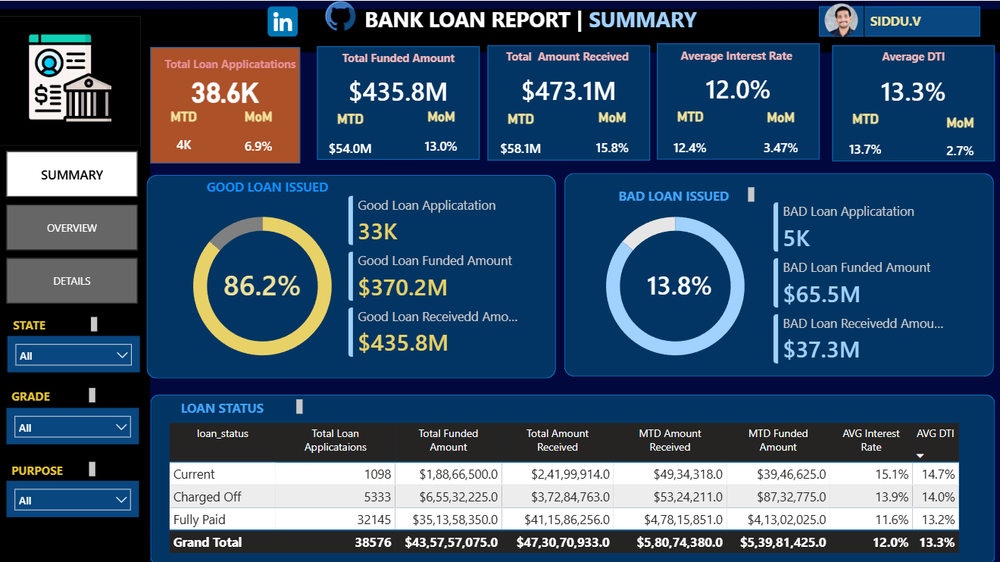 in
BANK LOAN REPORT | SUMMARY
SIDDU.V
Total Loan Applicatations
38.6K
MTD MoM
4K 6.9%
Total Funded Amount
$435.8M
MTD MoM
$54.0M 13.0%
Total Amount Received
$473.1M
MTD MoM
$58.1M 15.8%
Average Interest Rate
12.0%
MTD MoM
12.4% 3.47%
Average DTI
13.3%
MTD MoM
13.7% 2.7%
SUMMARY
OVERVIEW
DETAILS
STATE
All
GRADE
All
PURPOSE
All
GOOD LOAN ISSUED
86.2%
Good Loan Applicatation
33K
Good Loan Funded Amount
$370.2M
Good Loan Receivedd Amo...
$435.8M
BAD LOAN ISSUED
13.8%
BAD Loan Applicatation
5K
BAD Loan Funded Amount
$65.5M
BAD Loan Receivedd Amou...
$37.3M
LOAN STATUS
loan_status Total Loan Applicataions Total Funded Amount Total Amount Received MTD Amount Received MTD Funded Amount AVG Interest Rate AVG DTI
Current 1098 $1,88,66,500.0 $2,41,99,914.0 $49,34,318.0 $39,46,625.0 15.1% 14.7%
Charged Off 5333 $6,55,32,225.0 $3,72,84,763.0 $53,24,211.0 $87,32,775.0 13.9% 14.0%
Fully Paid 32145 $35,13,58,350.0 $41,15,86,256.0 $4,78,15,851.0 $4,13,02,025.0 11.6% 13.2%
Grand Total 38576 $43,57,57,075.0 $47,30,70,933.0 $5,80,74,380.0 $5,39,81,425.0 12.0% 13.3%